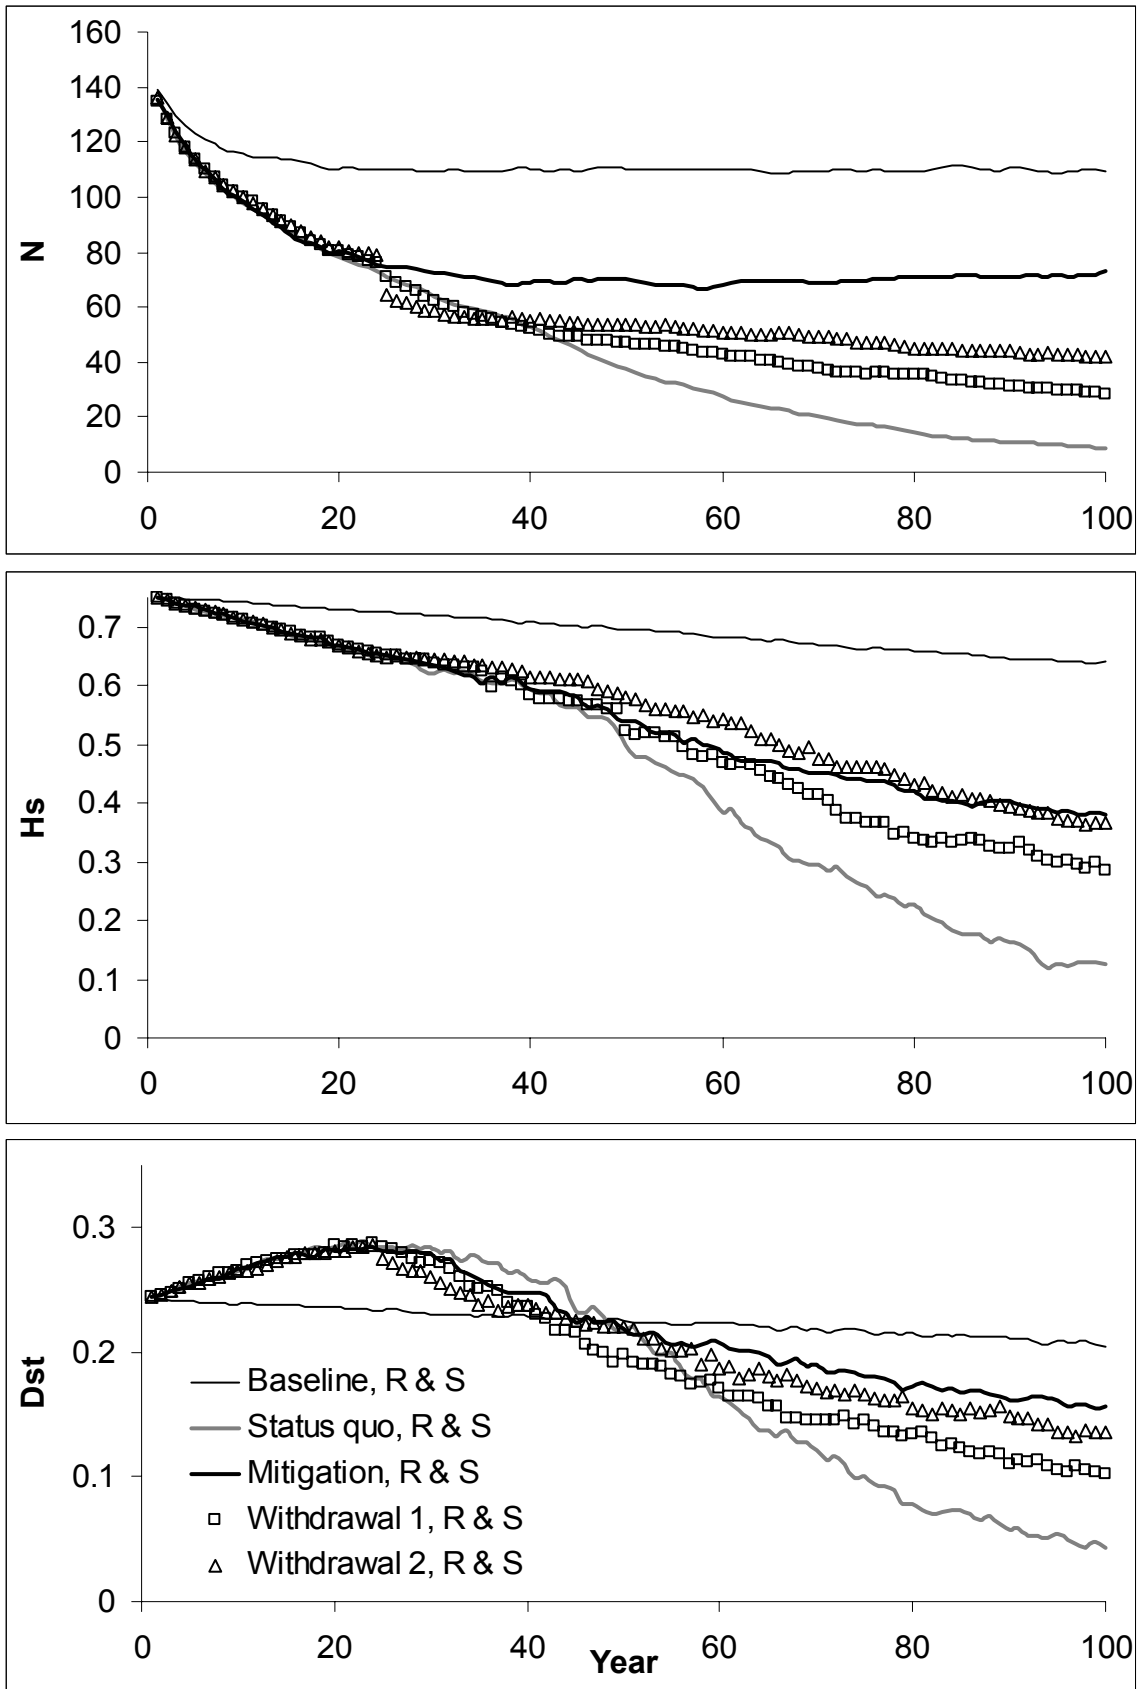 160
140
120
100
80
60
40
20
0
N
0 20 40 60 80 100
0.7
0.6
0.5
0.4
0.3
0.2
0.1
0
Hs
0 20 40 60 80 100
0.3
0.2
0.1
0
Dst
Baseline, R & S
Status quo, R & S
Mitigation, R & S
Withdrawal 1, R & S
Withdrawal 2, R & S
0 20 40 60 80 100
Year